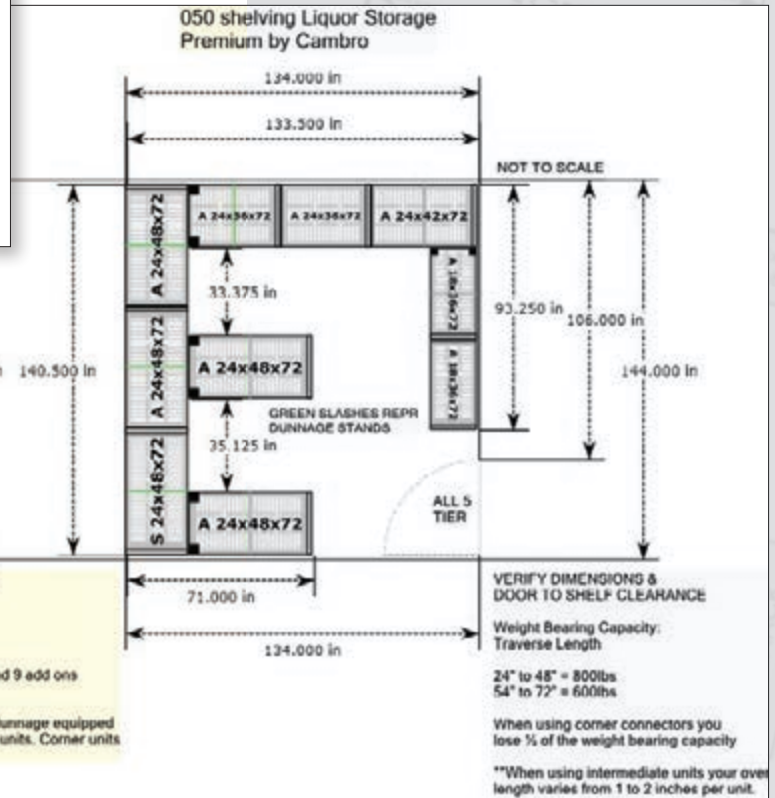 050 shelving Liquor Storage
Premium by Cambro
134.000 in
133.500 in
NOT TO SCALE
A 24x48x72
A 24x36x72
A 24x36x72
A 24x42x72
A 18x36x72
33.375 in
93.250 in
106.000 in
140.500 in
A 24x48x72
A 24x48x72
A 18x36x72
144.000 in
GREEN SLASHES REPR
DUNNAGE STANDS
35.125 in
S 24x48x72
A 24x48x72
ALL 5
TIER
71.000 in
134.000 in
VERIFY DIMENSIONS &
DOOR TO SHELF CLEARANCE
Weight Bearing Capacity:
Traverse Length
24" to 48" = 800lbs
54" to 72" = 600lbs
When using corner connectors you
lose ⅓ of the weight bearing capacity
**When using intermediate units your over
length varies from 1 to 2 inches per unit.
d 9 add ons
unnage equipped
units. Corner units